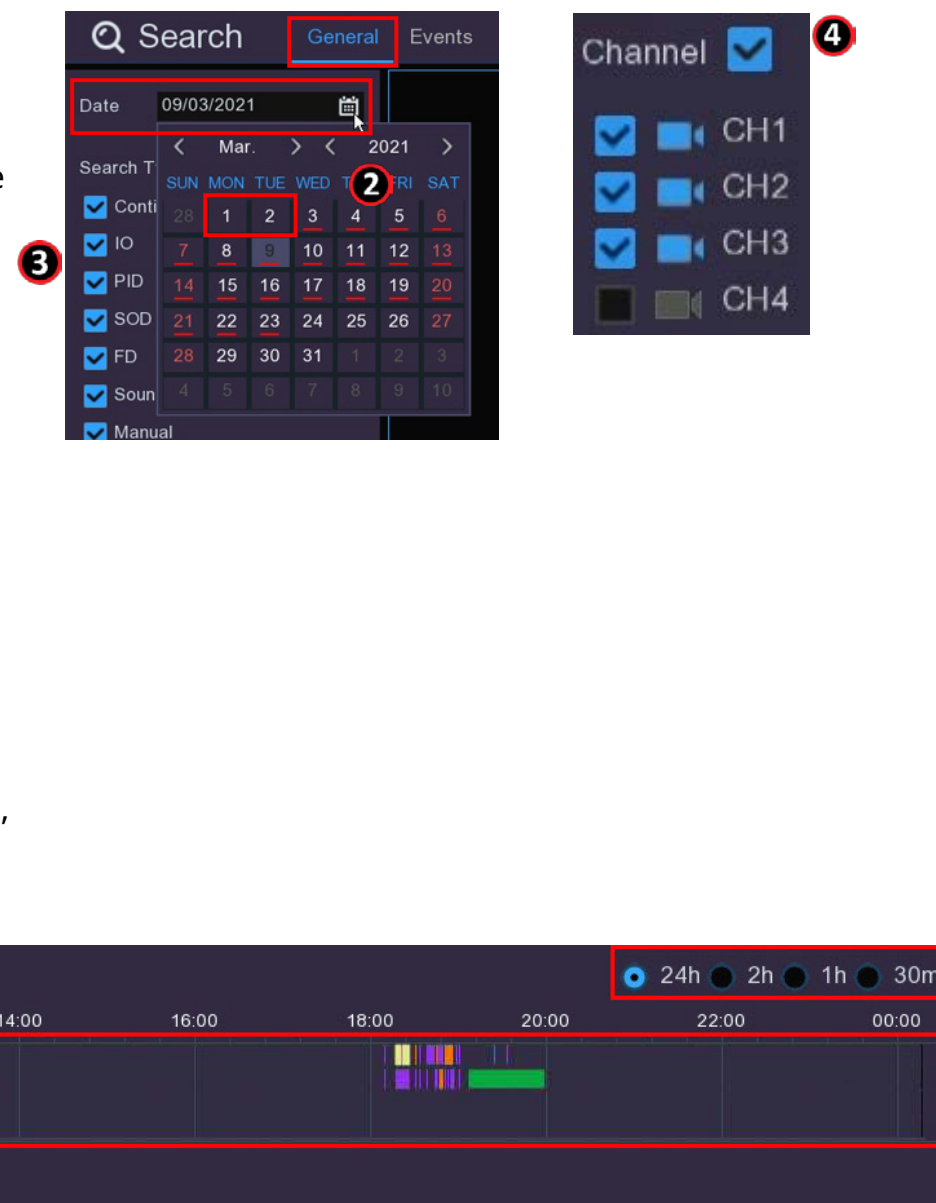 Search General Events
Date 09/03/2021
< Mar. > < 2021 >
Search T
SUN MON TUE WED T 2 FRI SAT
28 1 2 3 4 5 6
7 8 9 10 11 12 13
14 15 16 17 18 19 20
21 22 23 24 25 26 27
28 29 30 31 1 2 3
4 5 6 7 8 9 10
Conti
IO
PID
SOD
FD
Soun
Manual
e
3
Channel
4
CH1
CH2
CH3
CH4
,
24h 2h 1h 30m
14:00 16:00 18:00 20:00 22:00 00:00